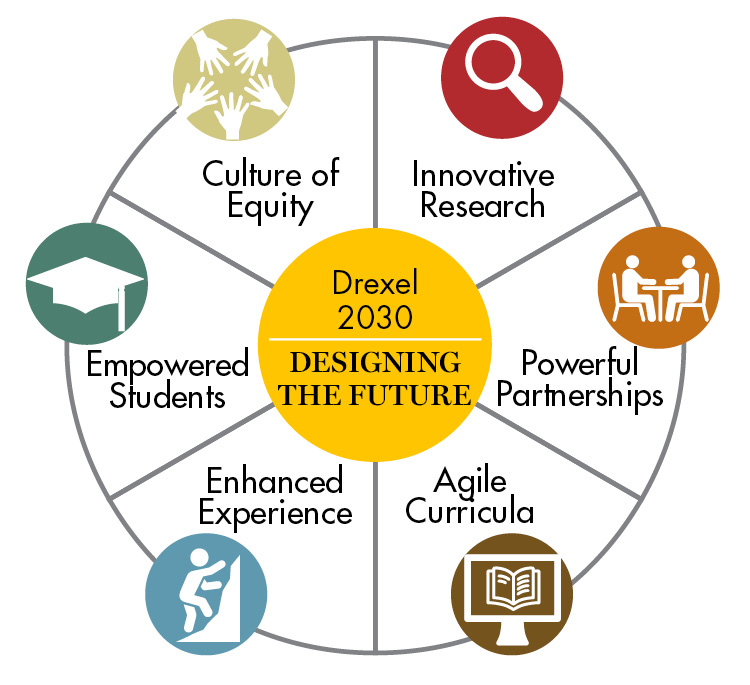 Culture of
Equity
Innovative
Research
Empowered
Students
Drexel
2030
DESIGNING
THE FUTURE
Powerful
Partnerships
Enhanced
Experience
Agile
Curricula